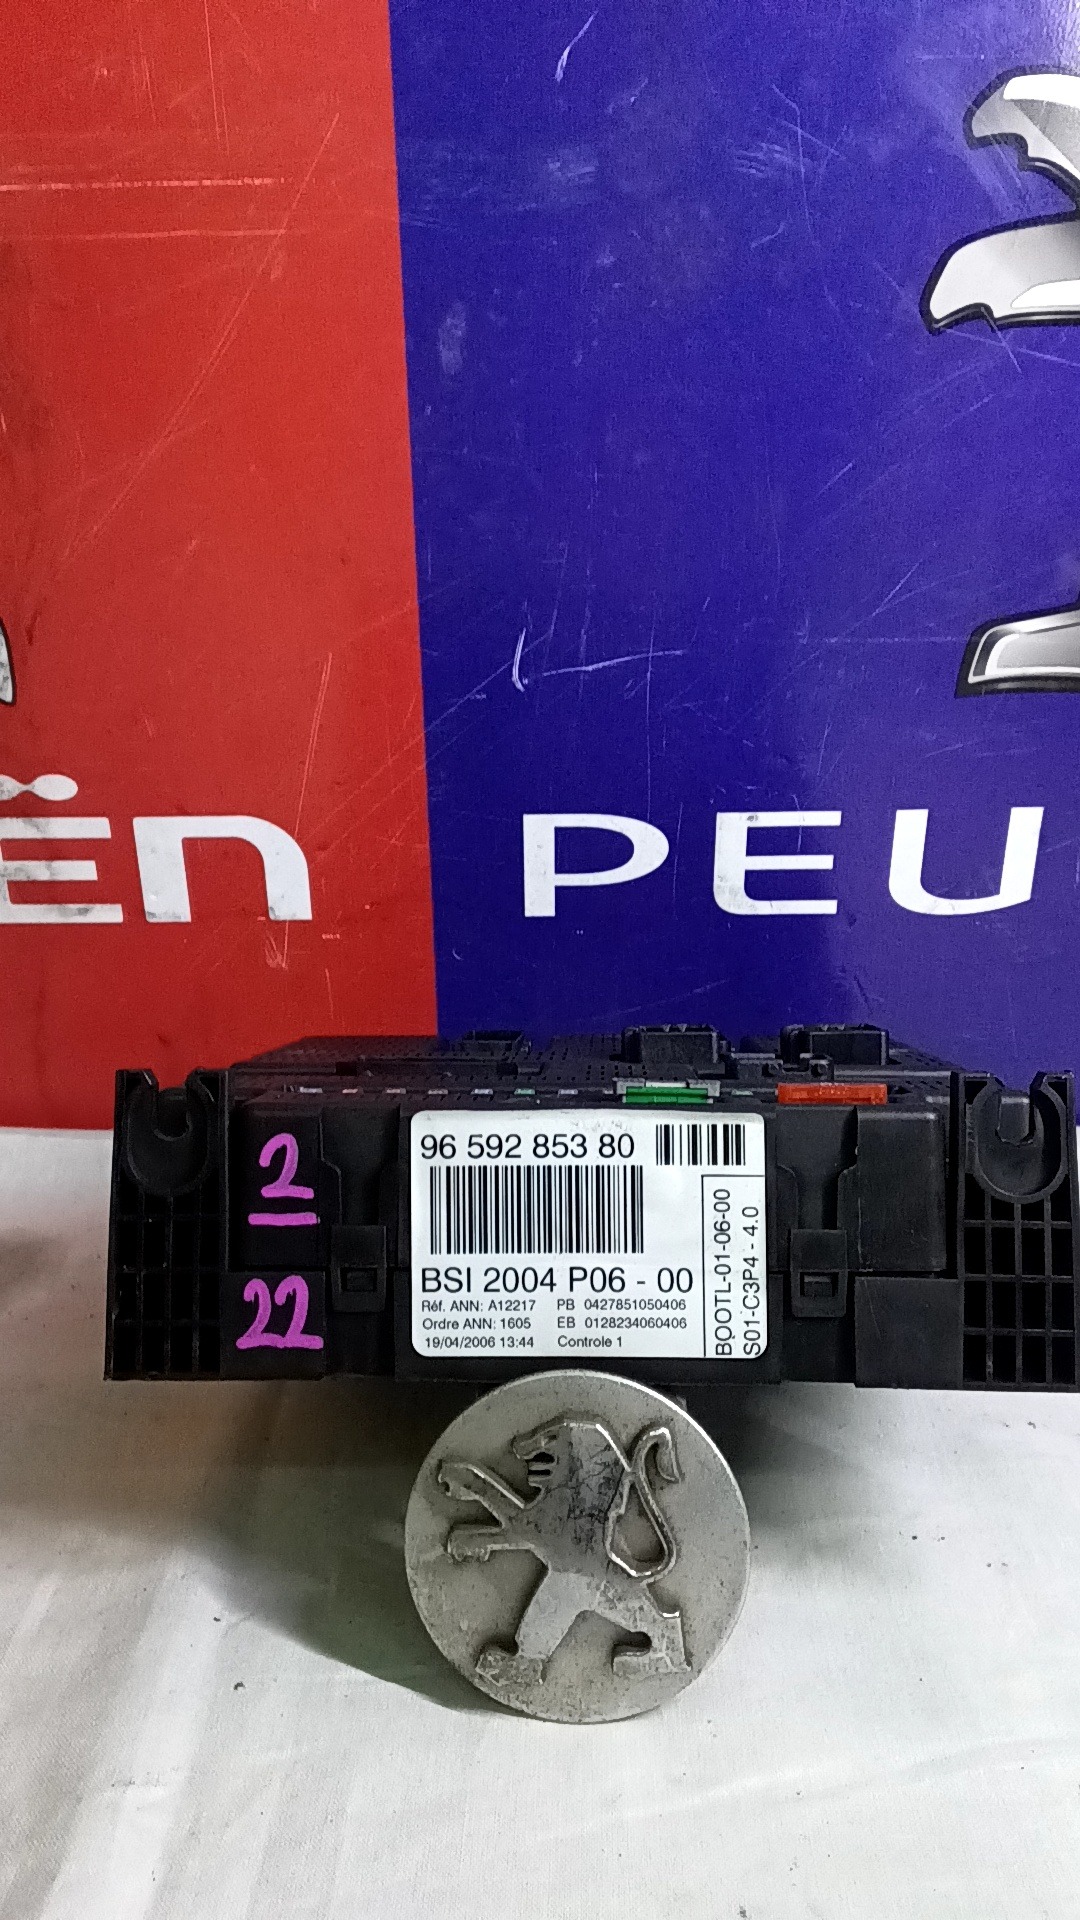 ën
PEU
96 592 853 80
BSI 2004 P06 - 00
Réf. ANN: A12217 PB 0427851050406
Ordre ANN: 1605 EB 0128234060406
19/04/2006 13:44 Controle 1
BOOTL-01-06-00
S01-C3P4 - 4.0
2
22